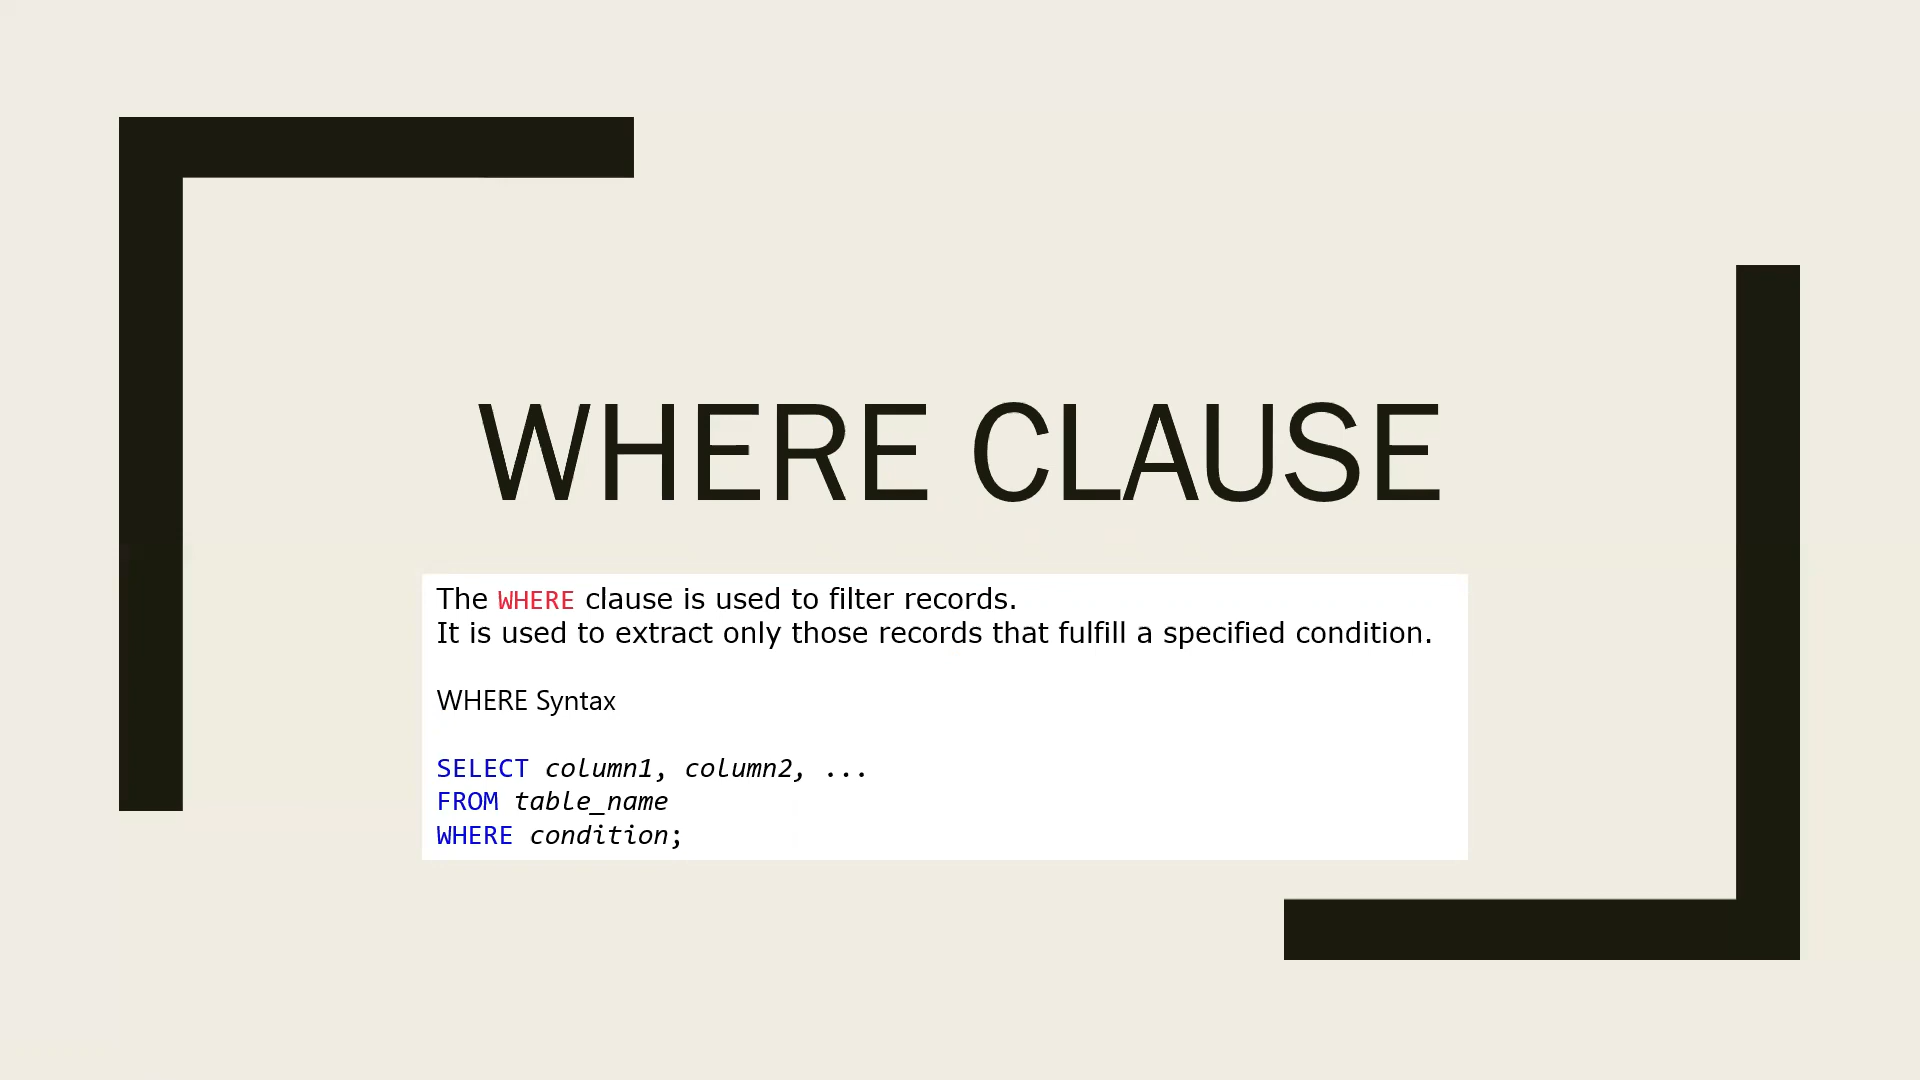 WHERE CLAUSE
The WHERE clause is used to filter records.
It is used to extract only those records that fulfill a specified condition.
WHERE Syntax
SELECT column1, column2, ...
FROM table_name
WHERE condition;